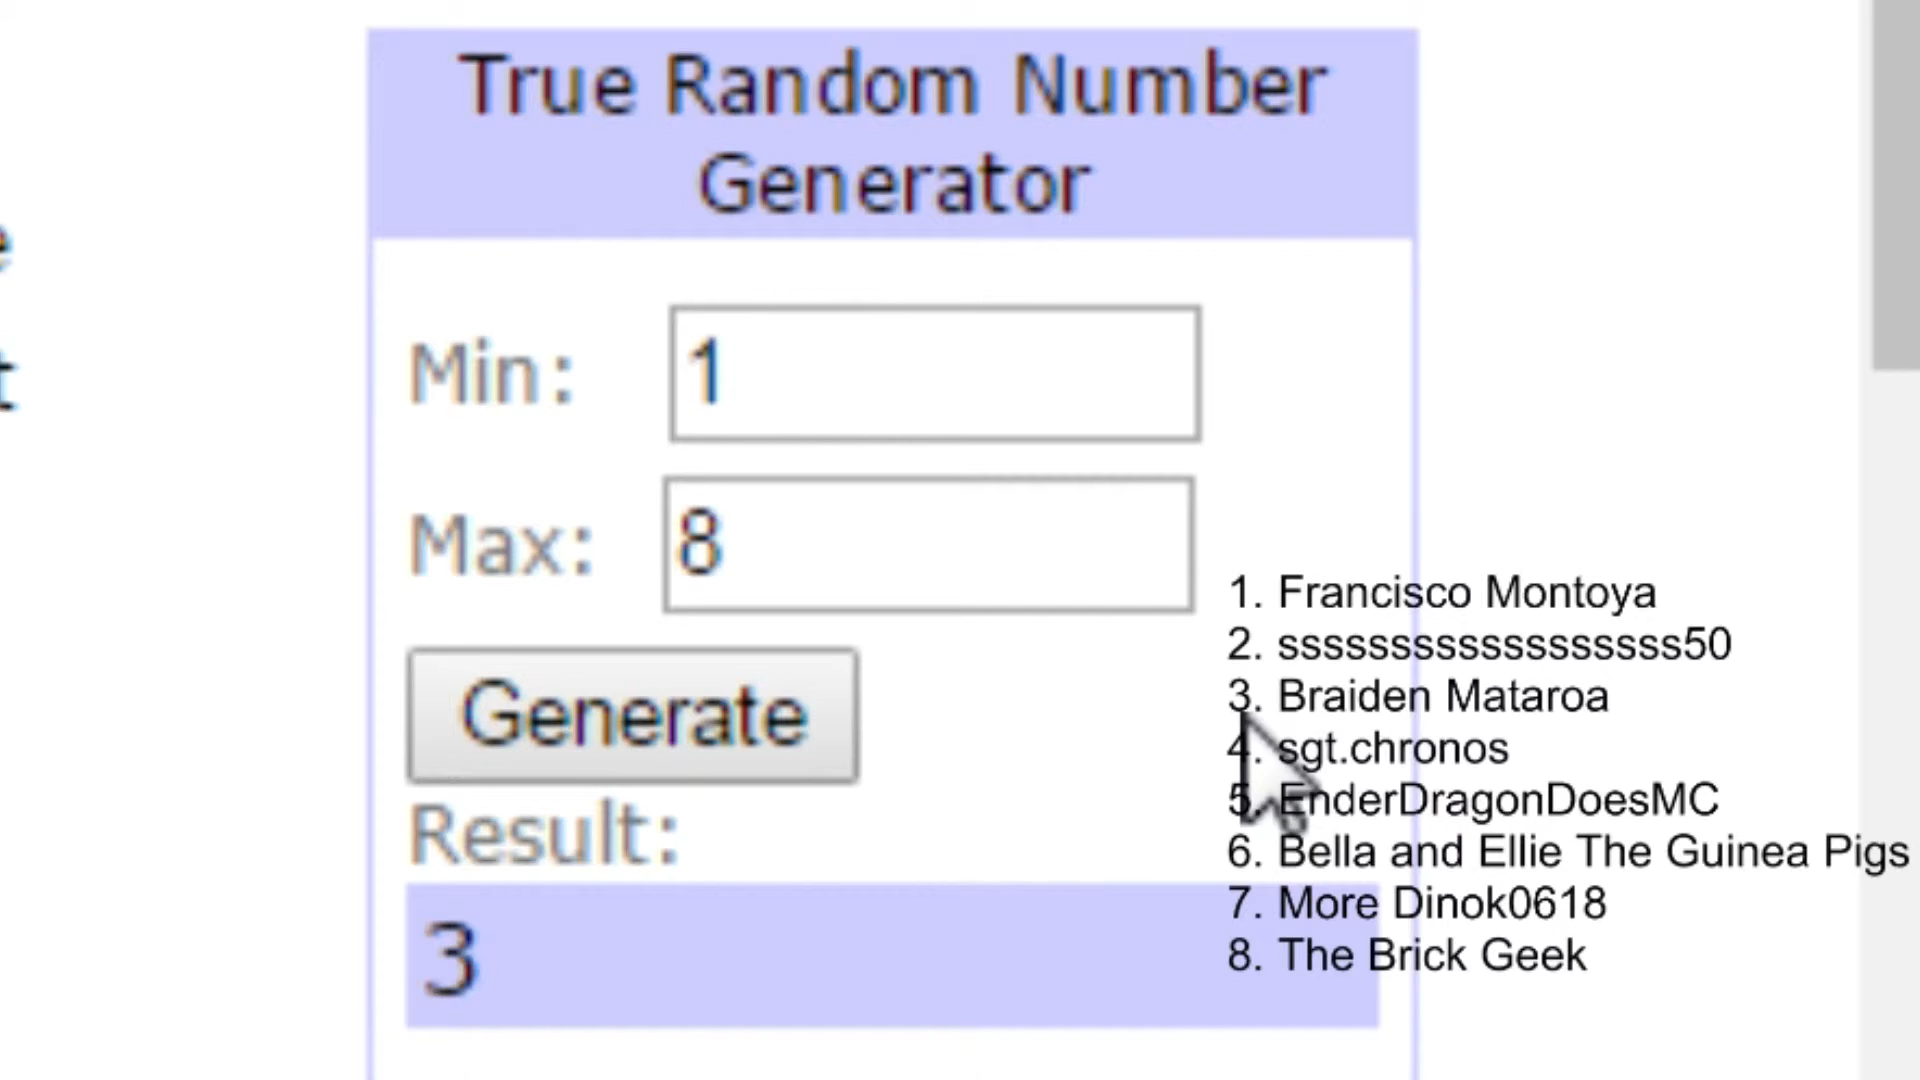 True Random Number
Generator
Min: 1
Max: 8
Generate
Result:
3
1. Francisco Montoya
2. ssssssssssssssssss50
3. Braiden Mataroa
4. sgt.chronos
5. EnderDragonDoesMC
6. Bella and Ellie The Guinea Pigs
7. More Dinok0618
8. The Brick Geek